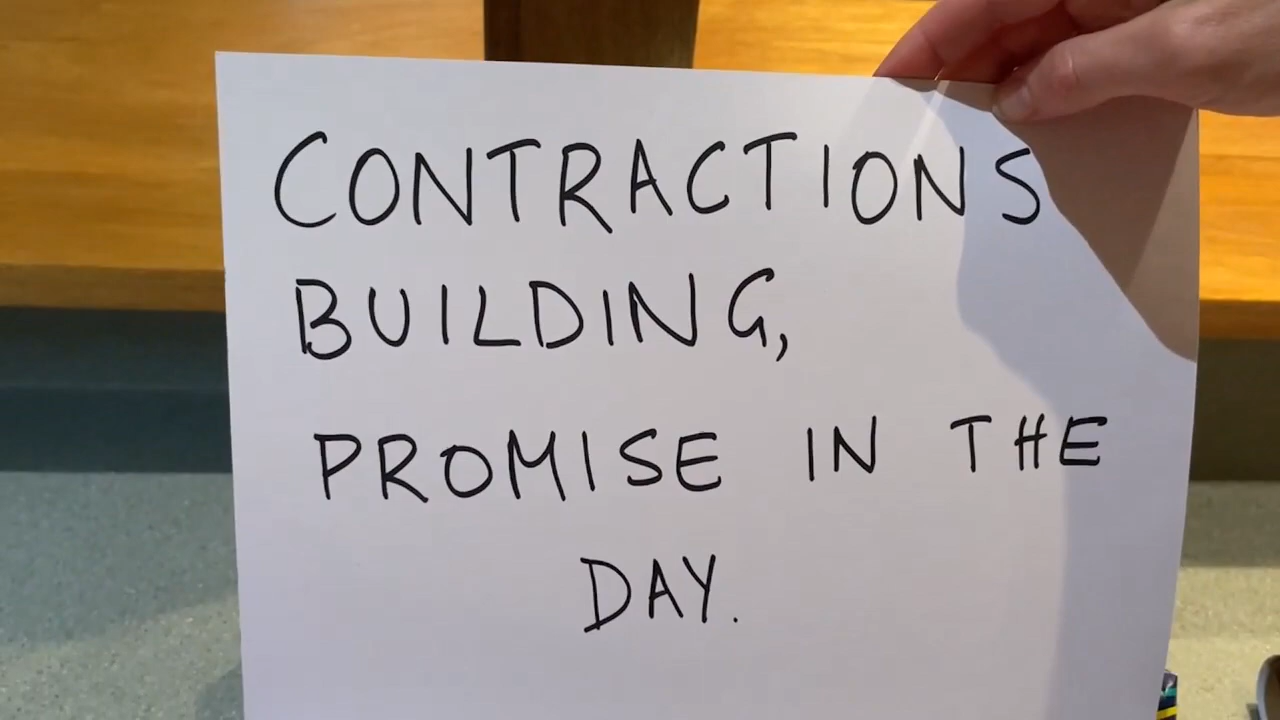 CONTRACTIONS
BUILDING,
PROMISE IN THE
DAY.